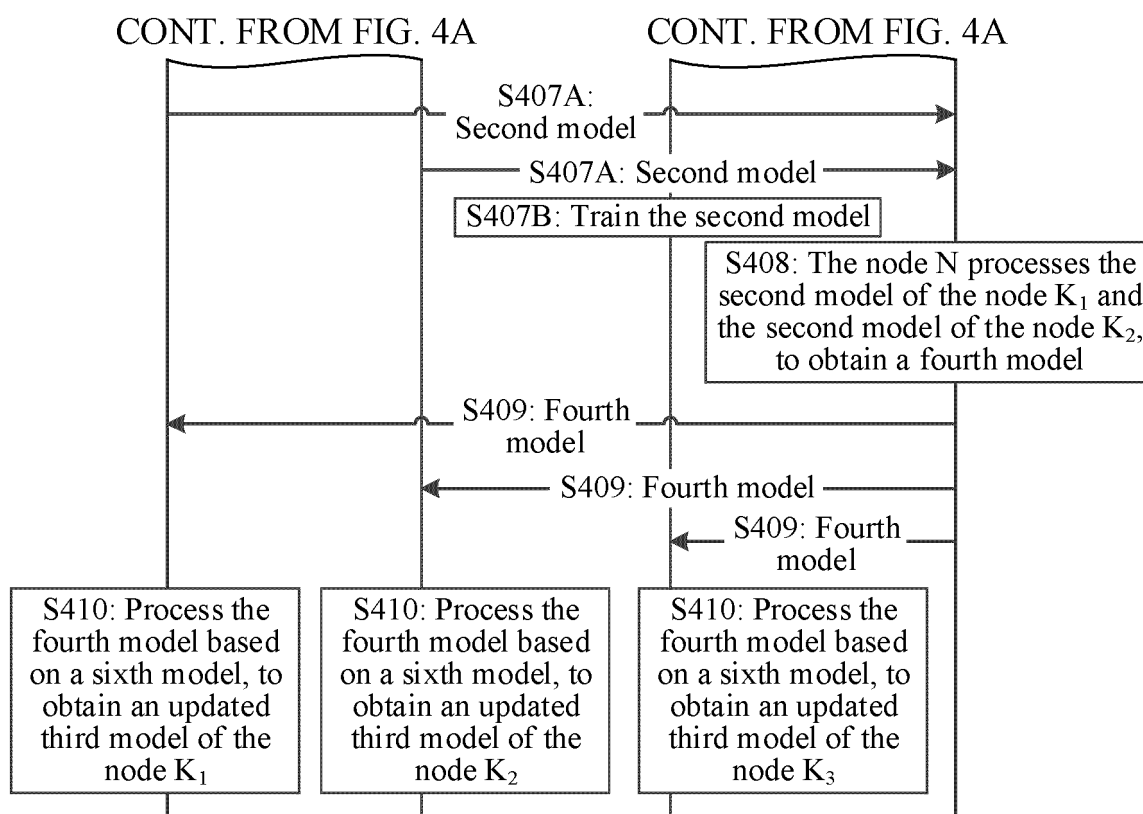 CONT. FROM FIG. 4A
CONT. FROM FIG. 4A
S407A:
Second model
S407A: Second model
S407B: Train the second model
S408: The node N processes the
second model of the node K₁ and
the second model of the node K₂,
to obtain a fourth model
S409: Fourth
model
S409: Fourth model
S409: Fourth
model
S410: Process the
fourth model based
on a sixth model, to
obtain an updated
third model of the
node K₁
S410: Process the
fourth model based
on a sixth model, to
obtain an updated
third model of the
node K₂
S410: Process the
fourth model based
on a sixth model, to
obtain an updated
third model of the
node K₃